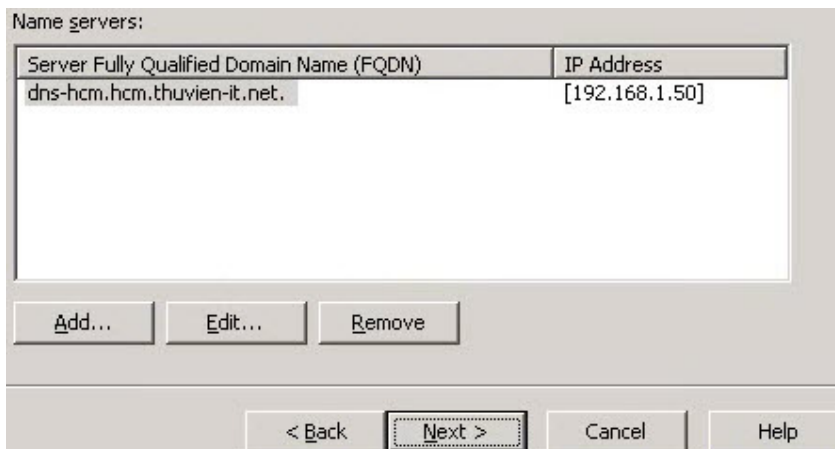 Name servers:
Server Fully Qualified Domain Name (FQDN) IP Address
dns-hcm.hcm.thuvien-it.net. [192.168.1.50]
Add... Edit... Remove
< Back Next > Cancel Help